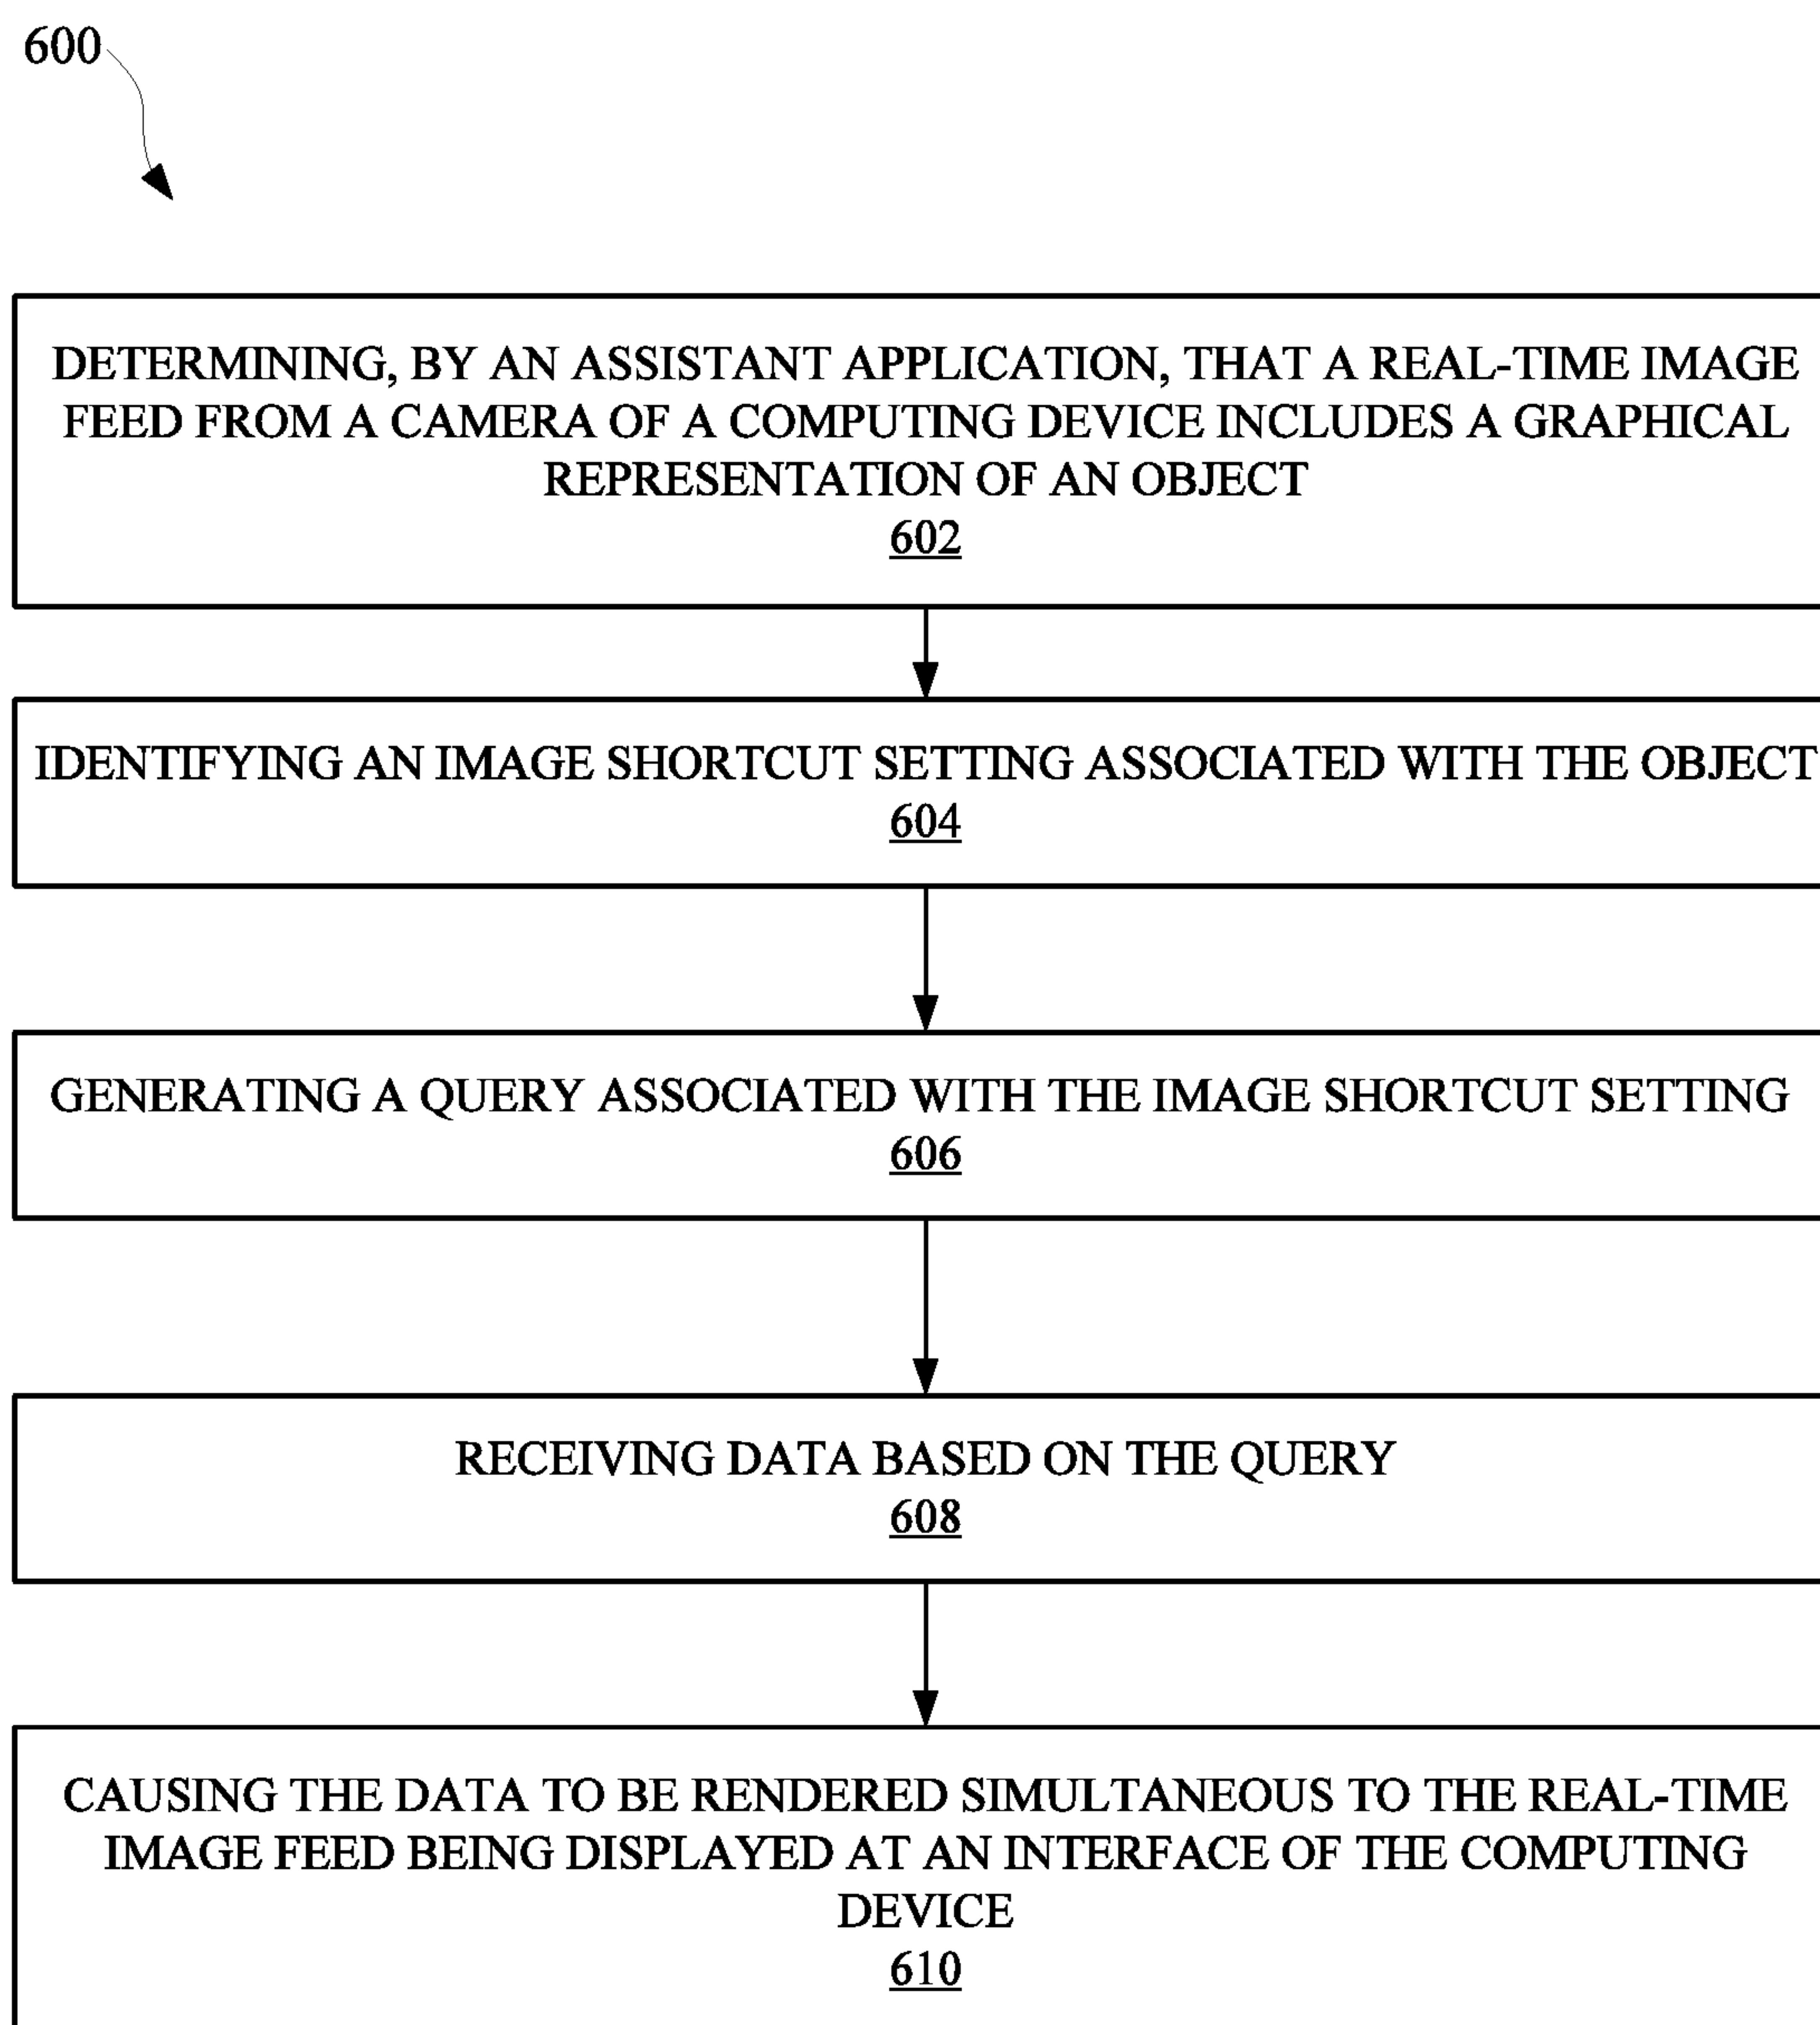 600
DETERMINING, BY AN ASSISTANT APPLICATION, THAT A REAL-TIME IMAGE
FEED FROM A CAMERA OF A COMPUTING DEVICE INCLUDES A GRAPHICAL
REPRESENTATION OF AN OBJECT
602
IDENTIFYING AN IMAGE SHORTCUT SETTING ASSOCIATED WITH THE OBJECT
604
GENERATING A QUERY ASSOCIATED WITH THE IMAGE SHORTCUT SETTING
606
RECEIVING DATA BASED ON THE QUERY
608
CAUSING THE DATA TO BE RENDERED SIMULTANEOUS TO THE REAL-TIME
IMAGE FEED BEING DISPLAYED AT AN INTERFACE OF THE COMPUTING
DEVICE
610